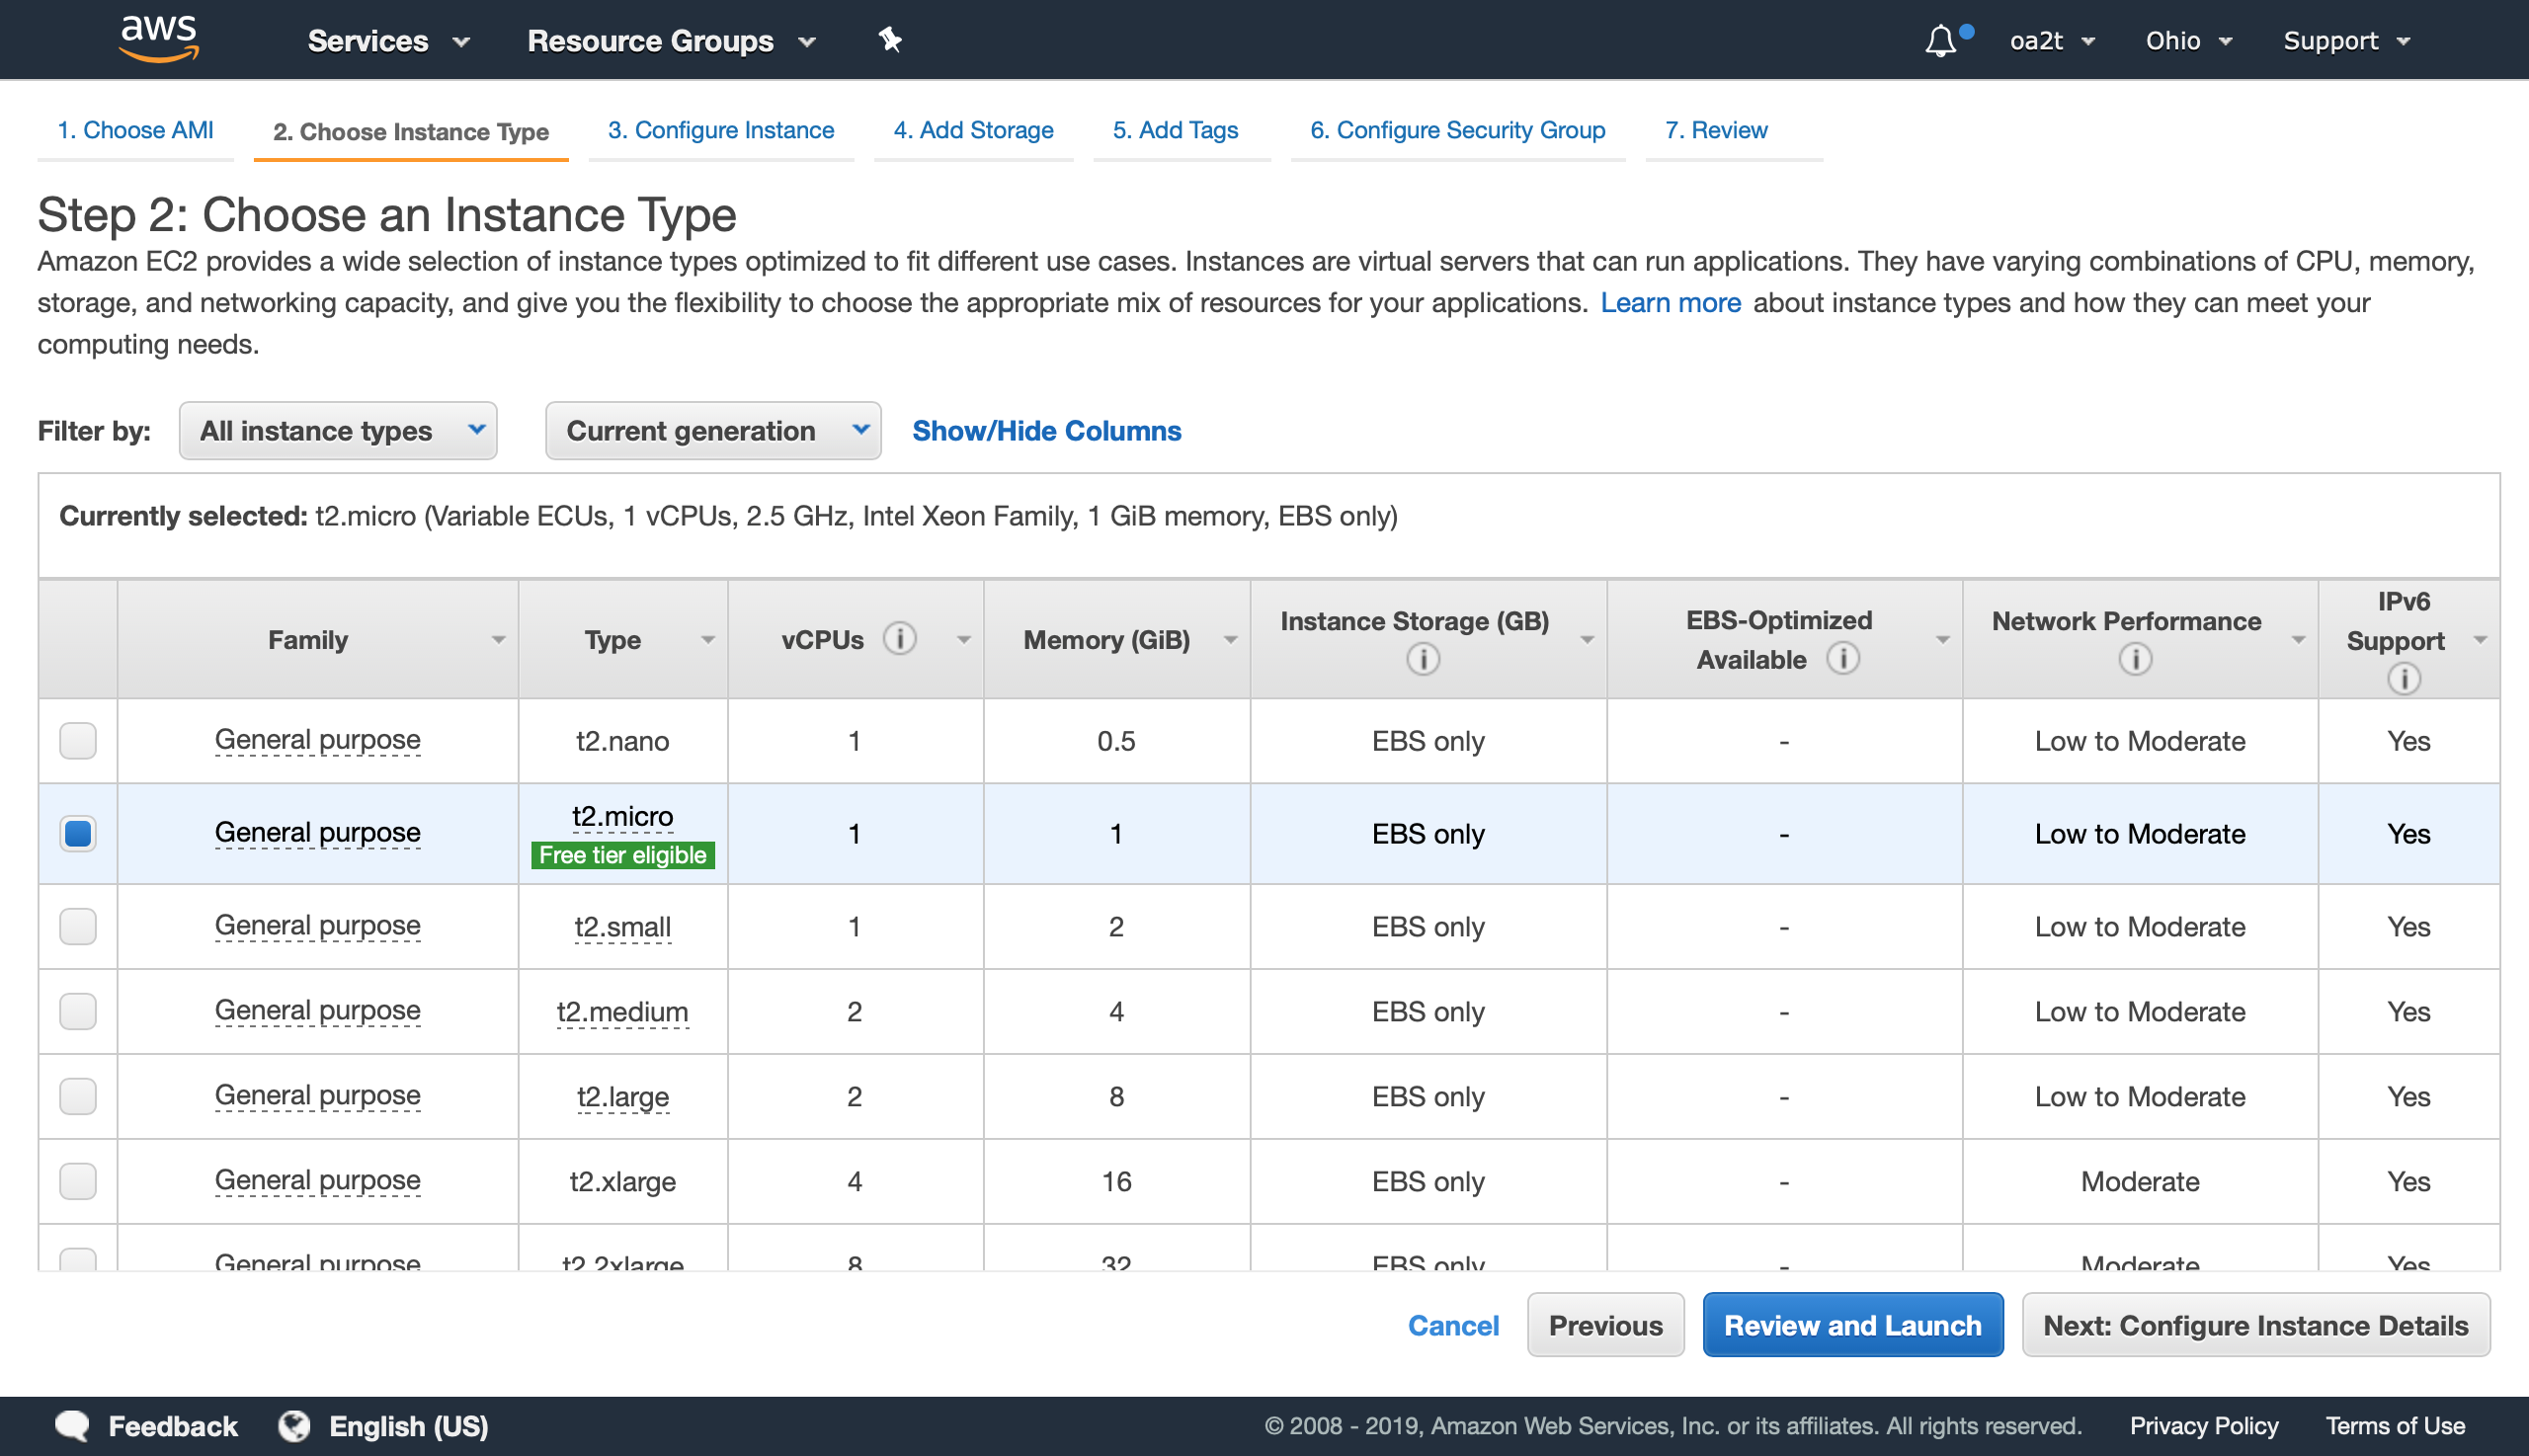 aws Services Resource Groups oa2t Ohio Support
1. Choose AMI 2. Choose Instance Type 3. Configure Instance 4. Add Storage 5. Add Tags 6. Configure Security Group 7. Review
Step 2: Choose an Instance Type
Amazon EC2 provides a wide selection of instance types optimized to fit different use cases. Instances are virtual servers that can run applications. They have varying combinations of CPU, memory,
storage, and networking capacity, and give you the flexibility to choose the appropriate mix of resources for your applications. Learn more about instance types and how they can meet your
computing needs.
Filter by: All instance types Current generation Show/Hide Columns
Currently selected: t2.micro (Variable ECUs, 1 vCPUs, 2.5 GHz, Intel Xeon Family, 1 GiB memory, EBS only)
Family Type vCPUs Memory (GiB) Instance Storage (GB) EBS-Optimized Available Network Performance IPv6 Support
General purpose t2.nano 1 0.5 EBS only - Low to Moderate Yes
General purpose t2.micro 1 1 EBS only - Low to Moderate Yes
Free tier eligible
General purpose t2.small 1 2 EBS only - Low to Moderate Yes
General purpose t2.medium 2 4 EBS only - Low to Moderate Yes
General purpose t2.large 2 8 EBS only - Low to Moderate Yes
General purpose t2.xlarge 4 16 EBS only - Moderate Yes
General purpose t2.2xlarge 8 32 EBS only - Moderate Yes
Cancel Previous Review and Launch Next: Configure Instance Details
Feedback English (US) © 2008 - 2019, Amazon Web Services, Inc. or its affiliates. All rights reserved. Privacy Policy Terms of Use